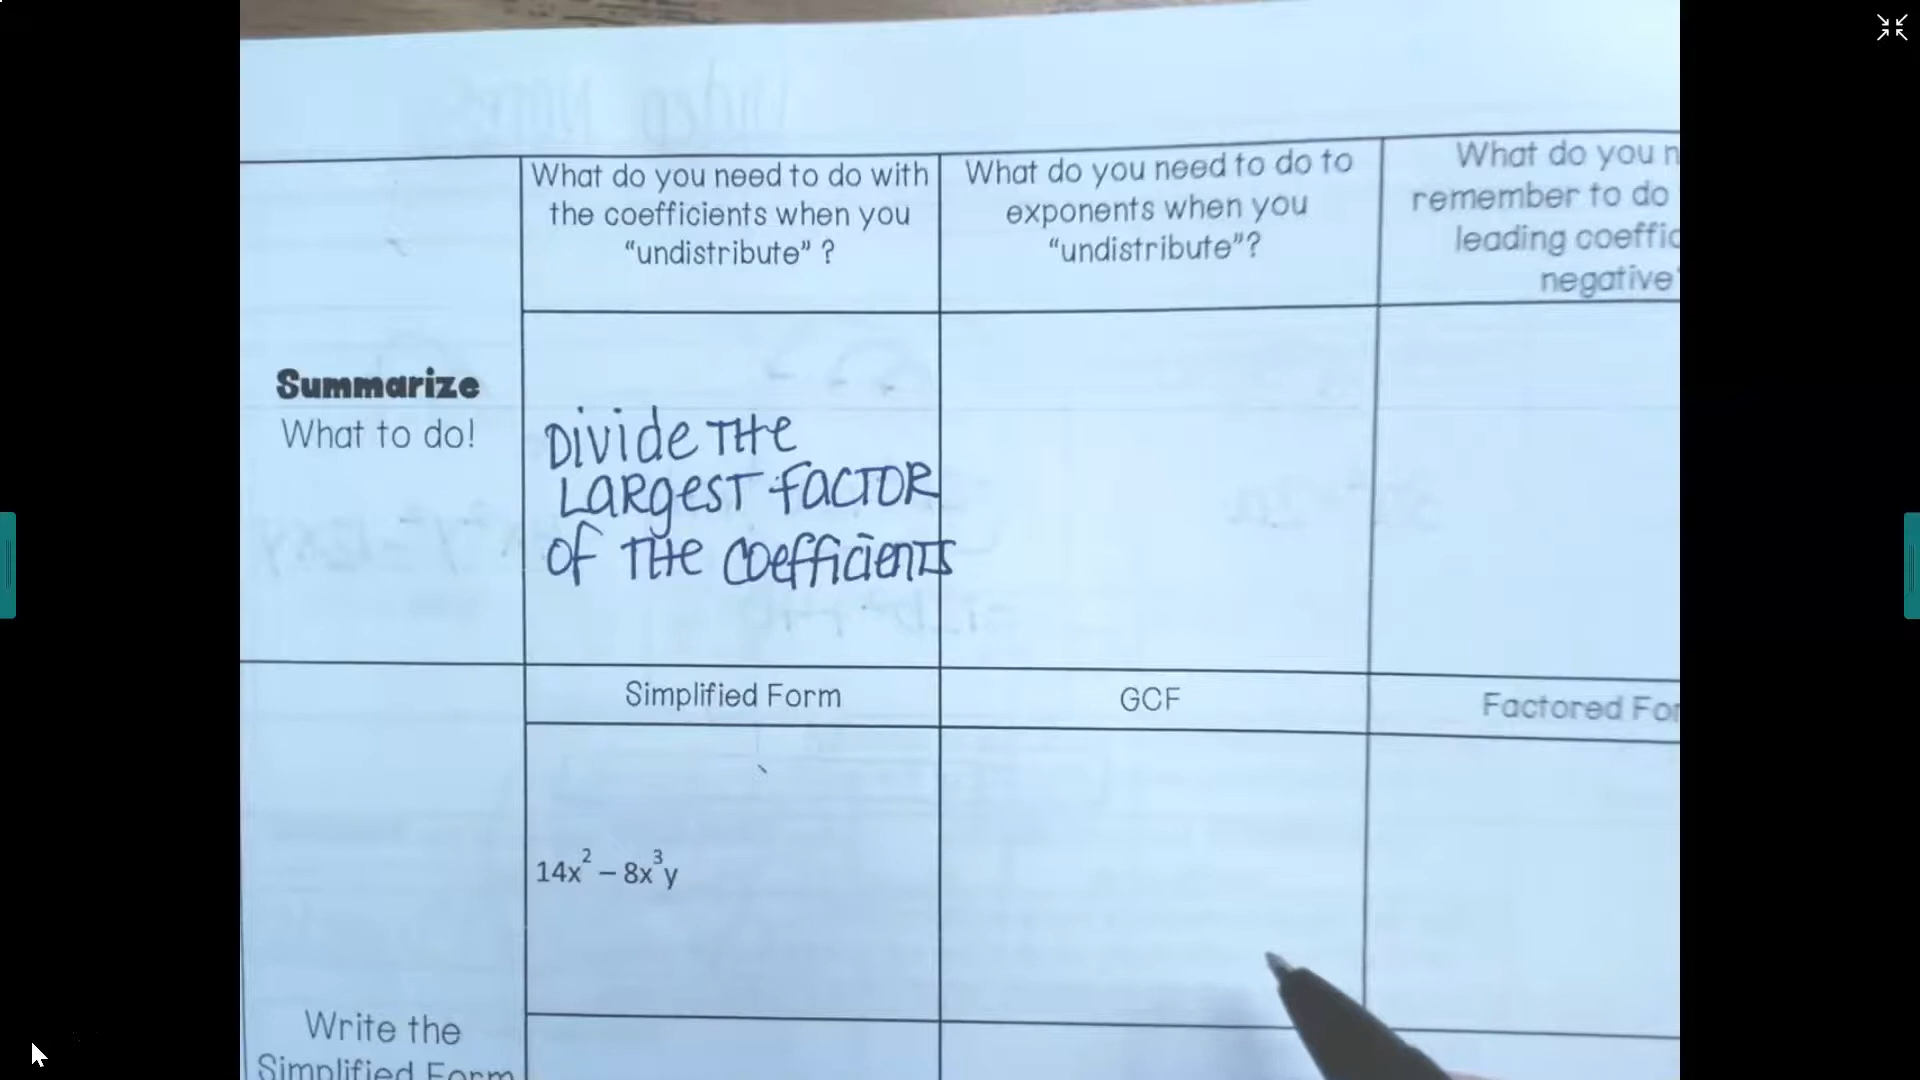 What do you need to do with
the coefficients when you
“undistribute” ?
What do you need to do to
exponents when you
“undistribute”?
What do you n
remember to do
leading coeffic
negative
Summarize
What to do!
DiVide THe
LARgesT fACTOR
of THe COefficienTs
Simplified Form
GCF
Factored For
14x² – 8x³y
Write the
Simplified Form